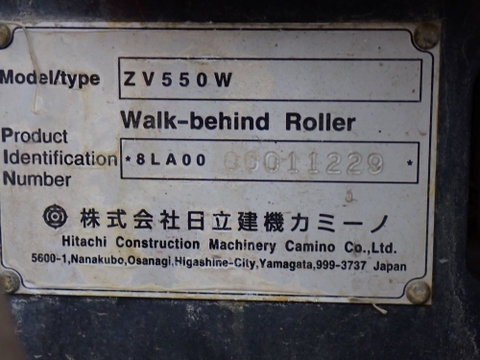 Model/type ZV550W
Walk-behind Roller
Product
Identification
Number
*8LA00 06011229 *
株式会社日立建機カミーノ
Hitachi Construction Machinery Camino Co.,Ltd.
5600-1,Nanakubo,Osanagi,Higashine-City,Yamagata,999-3737 Japan